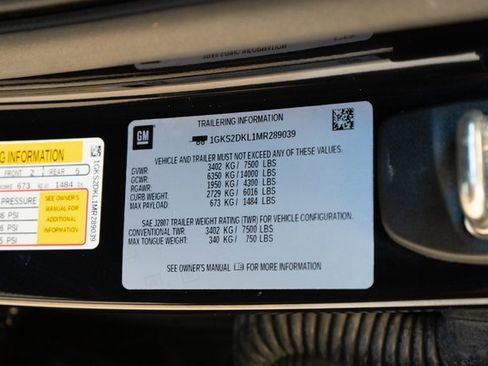 TRAILERING INFORMATION
GM
1GKS2DKL1MR289039
VEHICLE AND TRAILER MUST NOT EXCEED ANY OF THESE VALUES.
GVWR: 3402 KG / 7500 LBS
GCWR: 6350 KG / 14000 LBS
RGAWR: 1950 KG / 4300 LBS
CURB WEIGHT: 2729 KG / 6016 LBS
MAX PAYLOAD: 673 KG / 1484 LBS
SAE J2807 TRAILER WEIGHT RATING (TWR) FOR VEHICLE CONFIGURATION.
CONVENTIONAL TWR: 3402 KG / 7500 LBS
MAX TONGUE WEIGHT: 340 KG / 750 LBS
SEE OWNER'S MANUAL FOR MORE INFORMATION
INFORMATION
FRONT 2 REAR 5
673 1484
PRESSURE
PSI
PSI
PSI
SEE OWNER'S
MANUAL FOR
ADDITIONAL
INFORMATION
1GKS2DKL1MR289039